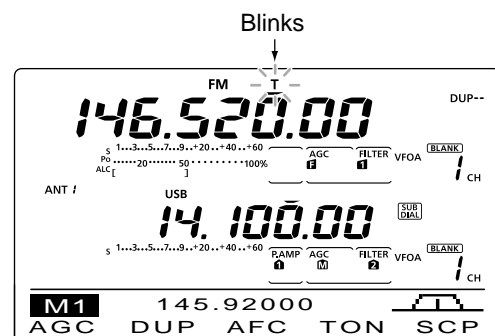 Blinks
FM T
146.520.00 DUP--
S 1...3...5...7...9..+20..+40..+60
Po ······20·······50··········100%
ALC [ ]
AGC FILTER VFOA BLANK
F 1 1 CH
ANT 1
USB
14. 100.00 SUB DIAL
S 1...3...5...7...9..+20..+40..+60
P.AMP AGC FILTER VFOA BLANK
1 M 2 1 CH
M1 145.92000
AGC DUP AFC TON SCP